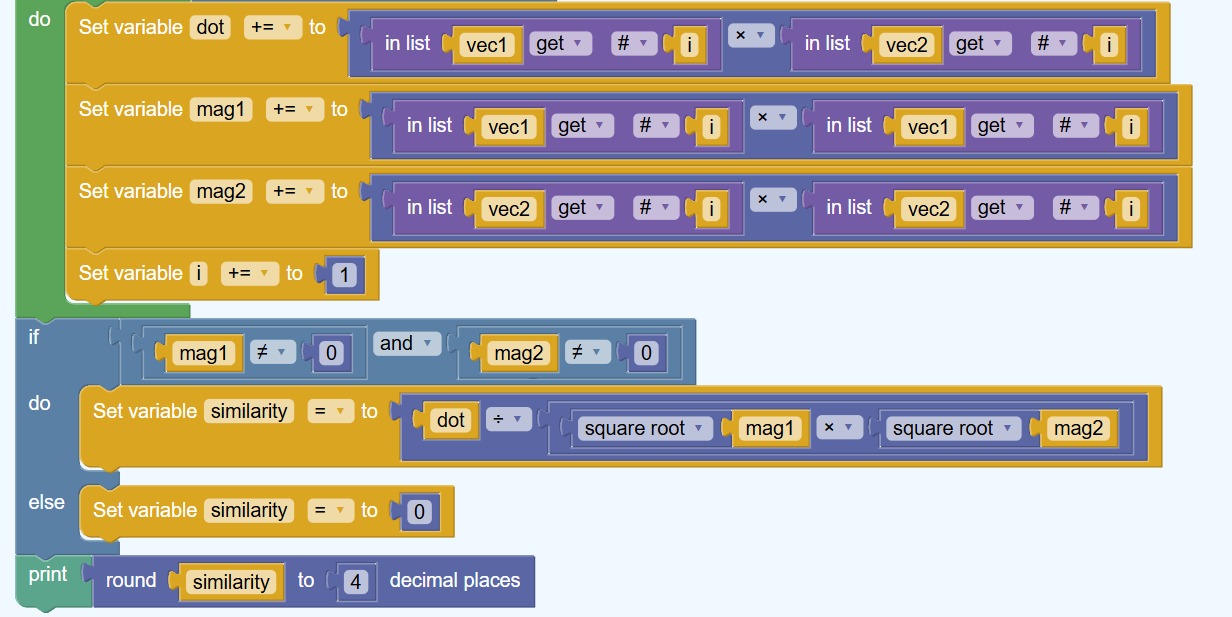 do Set variable dot += to in list vec1 get # i × in list vec2 get # i
Set variable mag1 += to in list vec1 get # i × in list vec1 get # i
Set variable mag2 += to in list vec2 get # i × in list vec2 get # i
Set variable i += to 1
if mag1 ≠ 0 and mag2 ≠ 0
do Set variable similarity = to dot ÷ square root mag1 × square root mag2
else Set variable similarity = to 0
print round similarity to 4 decimal places